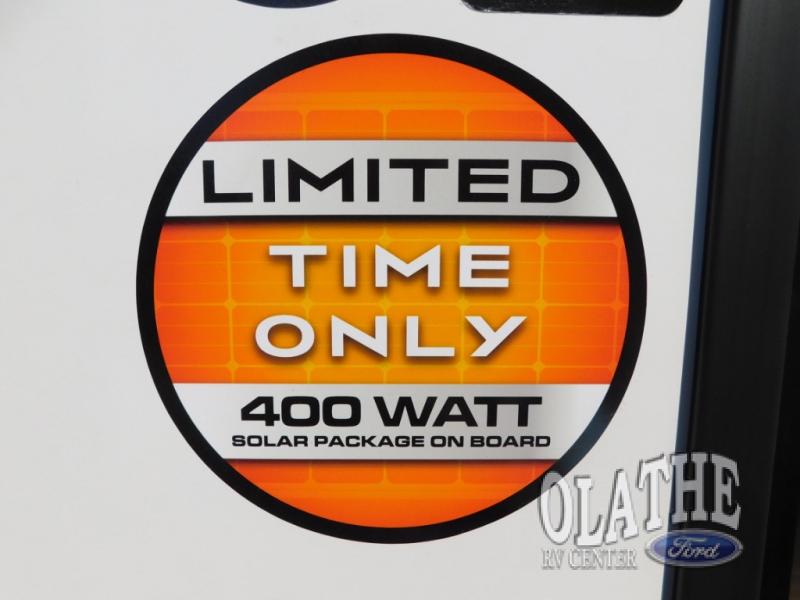 LIMITED
TIME
ONLY
400 WATT
SOLAR PACKAGE ON BOARD
OLATHE
RV CENTER
Ford